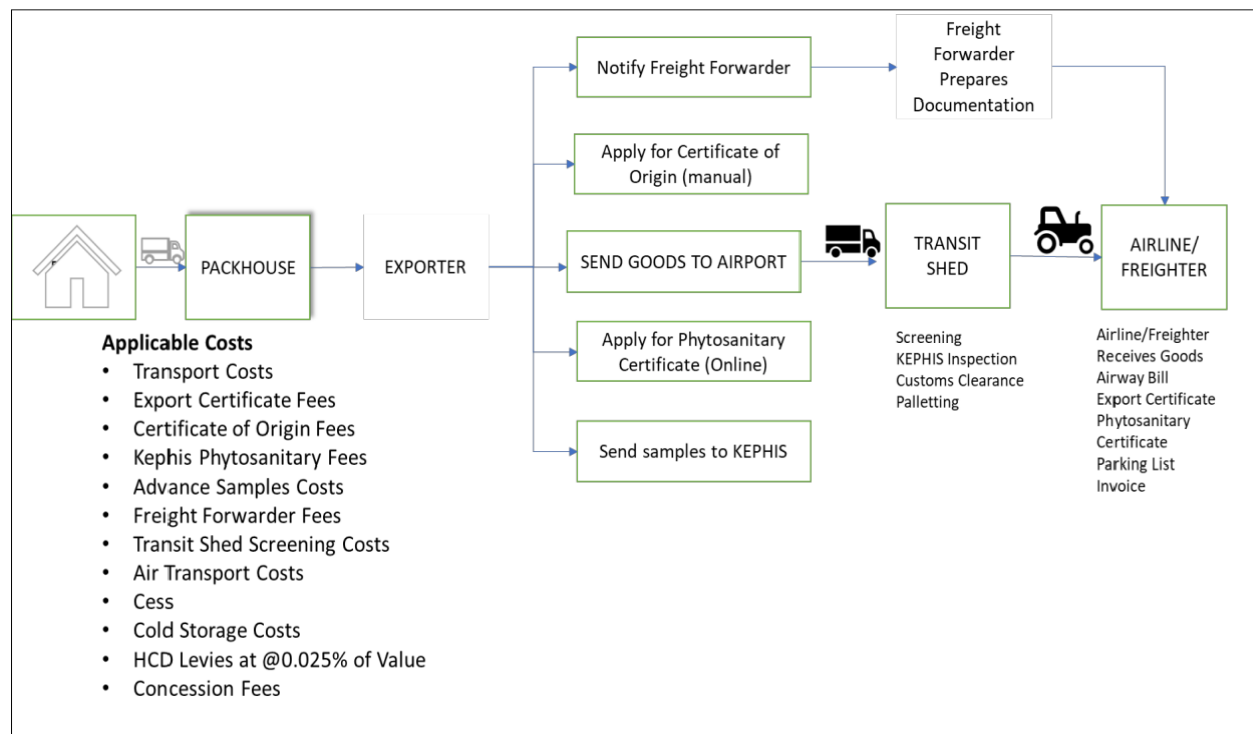 Notify Freight Forwarder
Freight
Forwarder
Prepares
Documentation
Apply for Certificate of
Origin (manual)
PACKHOUSE
EXPORTER
SEND GOODS TO AIRPORT
TRANSIT
SHED
AIRLINE/
FREIGHTER
Apply for Phytosanitary
Certificate (Online)
Send samples to KEPHIS
Screening
KEPHIS Inspection
Customs Clearance
Palletting
Airline/Freighter
Receives Goods
Airway Bill
Export Certificate
Phytosanitary
Certificate
Parking List
Invoice
Applicable Costs
• Transport Costs
• Export Certificate Fees
• Certificate of Origin Fees
• Kephis Phytosanitary Fees
• Advance Samples Costs
• Freight Forwarder Fees
• Transit Shed Screening Costs
• Air Transport Costs
• Cess
• Cold Storage Costs
• HCD Levies at @0.025% of Value
• Concession Fees